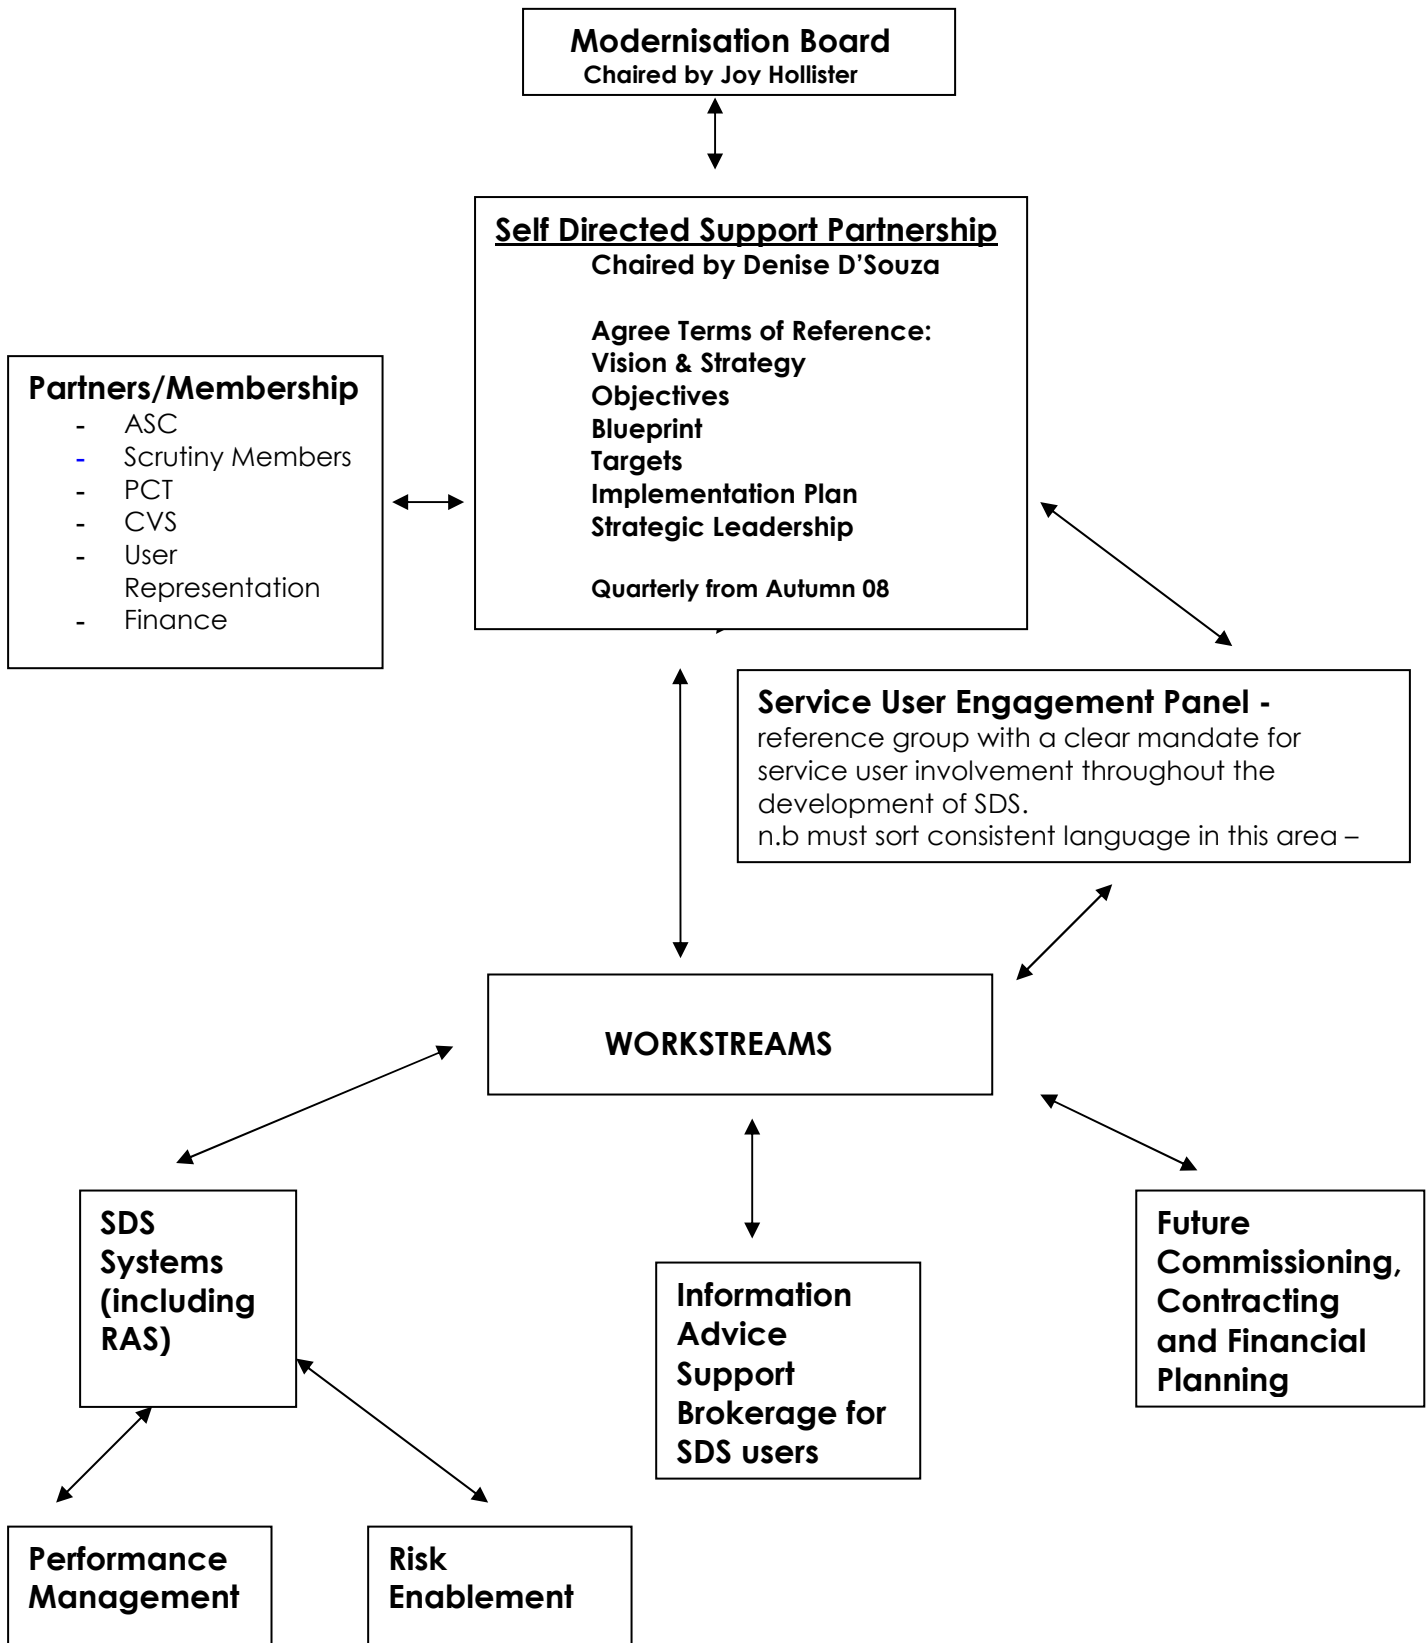 Modernisation Board
Chaired by Joy Hollister
Self Directed Support Partnership
Chaired by Denise D’Souza
Agree Terms of Reference:
Vision & Strategy
Objectives
Blueprint
Targets
Implementation Plan
Strategic Leadership
Quarterly from Autumn 08
Partners/Membership
- ASC
- Scrutiny Members
- PCT
- CVS
- User
Representation
- Finance
Service User Engagement Panel -
reference group with a clear mandate for
service user involvement throughout the
development of SDS.
n.b must sort consistent language in this area –
WORKSTREAMS
SDS
Systems
(including
RAS)
Information
Advice
Support
Brokerage for
SDS users
Future
Commissioning,
Contracting
and Financial
Planning
Performance
Management
Risk
Enablement